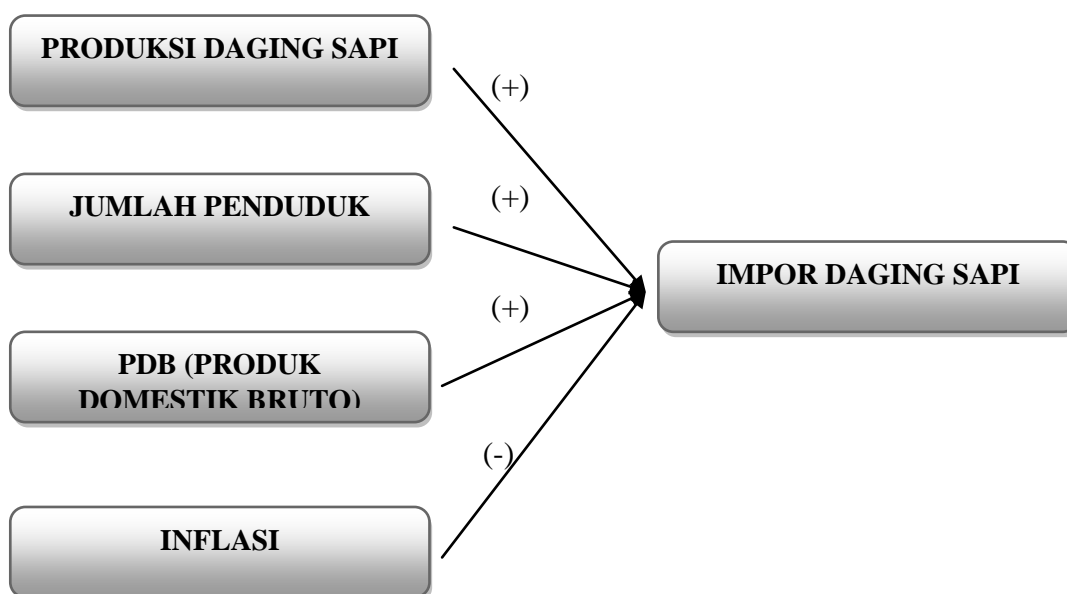 PRODUKSI DAGING SAPI
(+)
JUMLAH PENDUDUK
(+)
IMPOR DAGING SAPI
(+)
PDB (PRODUK
DOMESTIK BRUTO)
(-)
INFLASI